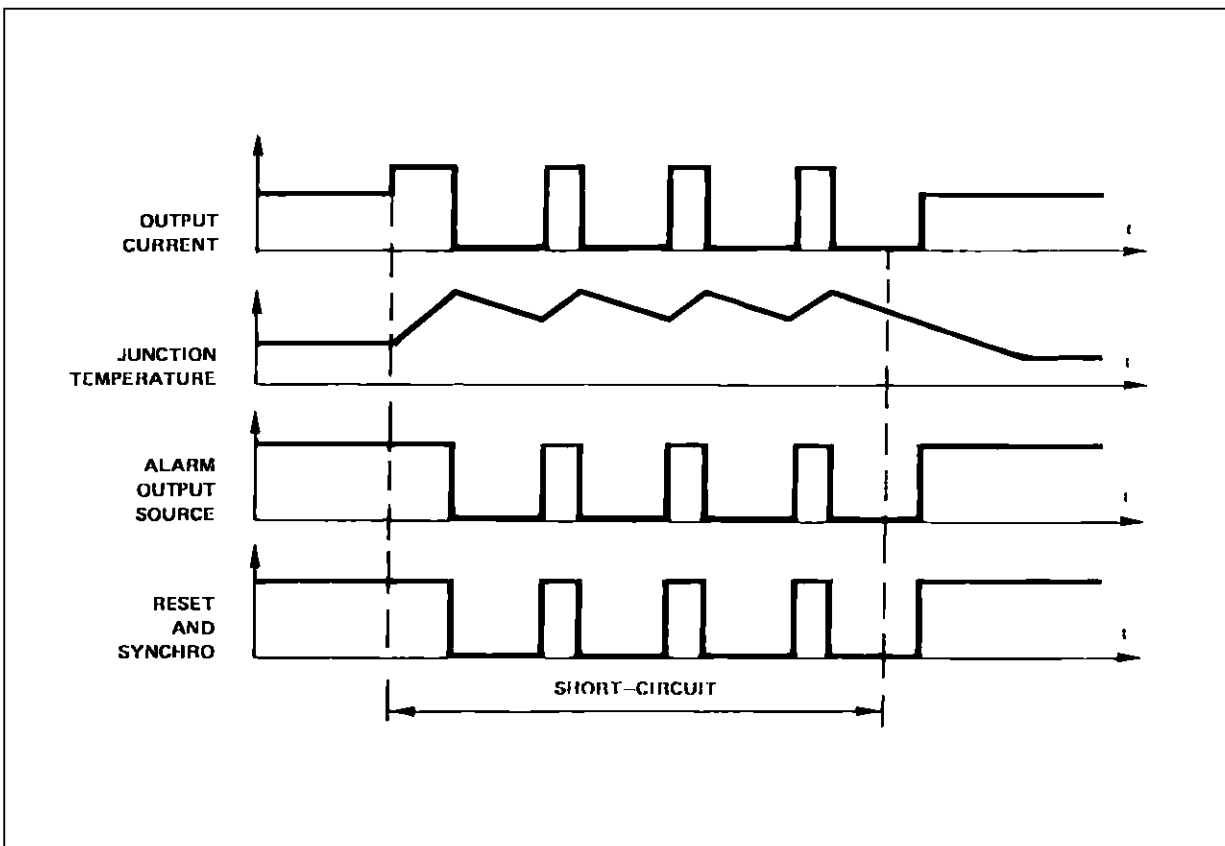 OUTPUT
CURRENT
t
JUNCTION
TEMPERATURE
t
ALARM
OUTPUT
SOURCE
t
RESET
AND
SYNCHRO
t
SHORT-CIRCUIT